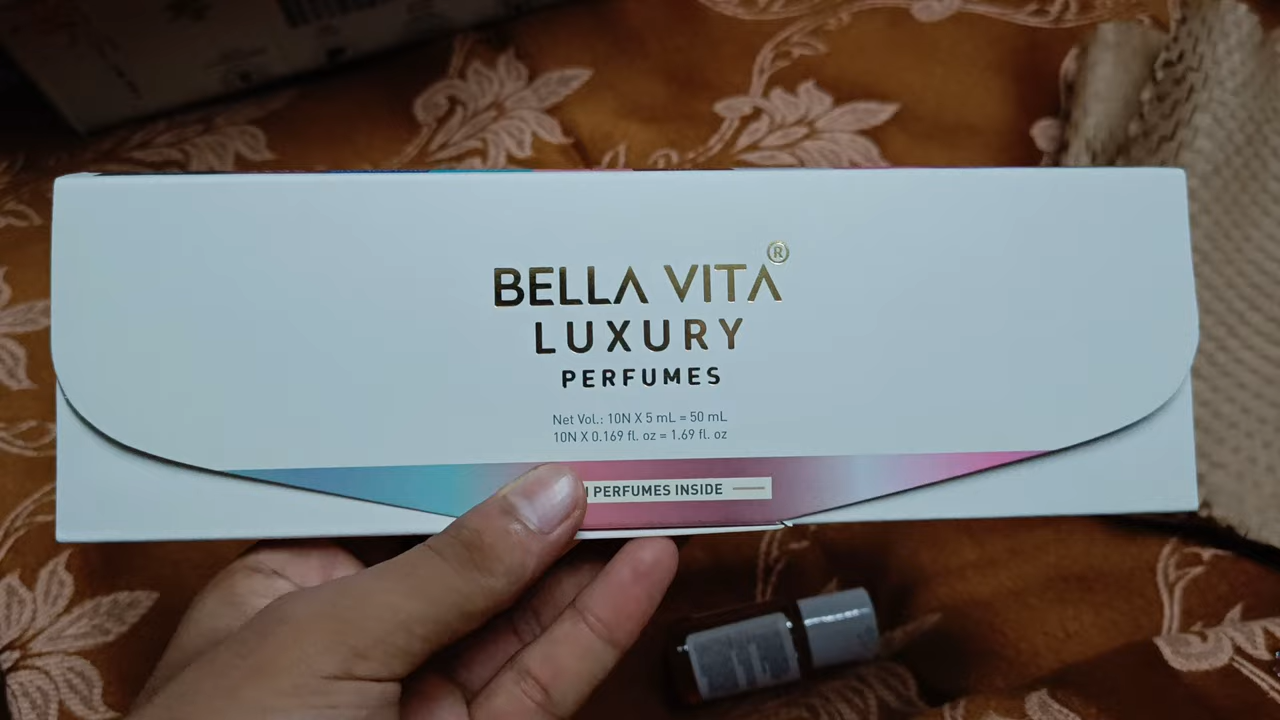 BELLA VITA®
LUXURY
PERFUMES
Net Vol.: 10N X 5 mL = 50 mL
10N X 0.169 fl. oz = 1.69 fl. oz
PERFUMES INSIDE